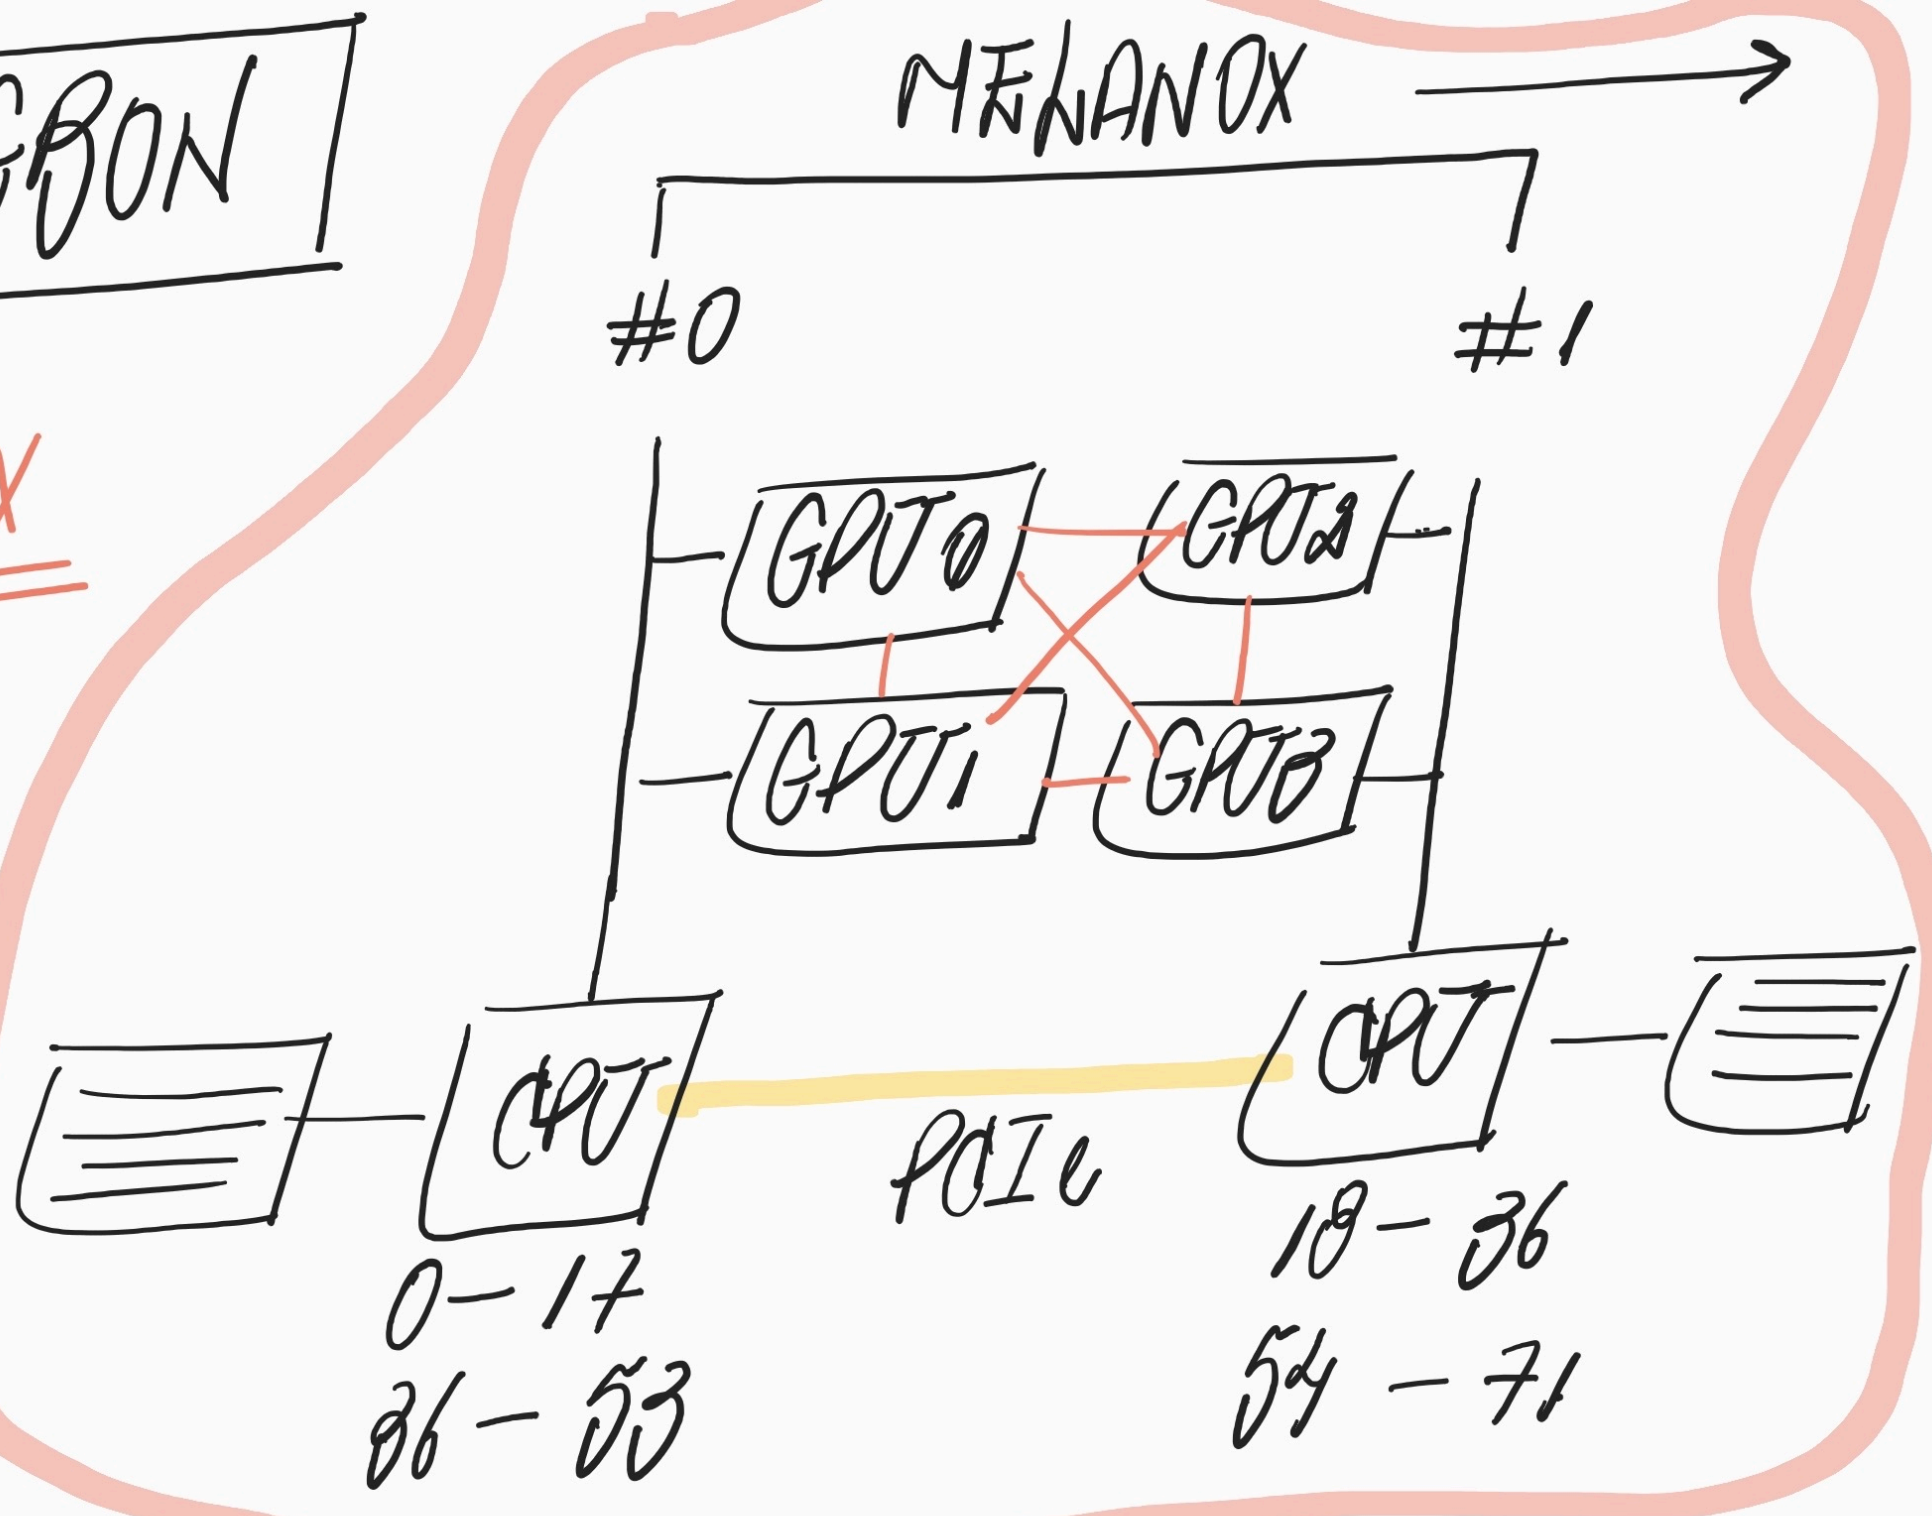 MELLANOX
#0 #1
GPU0 GPU2
GPU1 GPU3
CPU CPU
PCIe
0-17 18-36
36-53 54-71